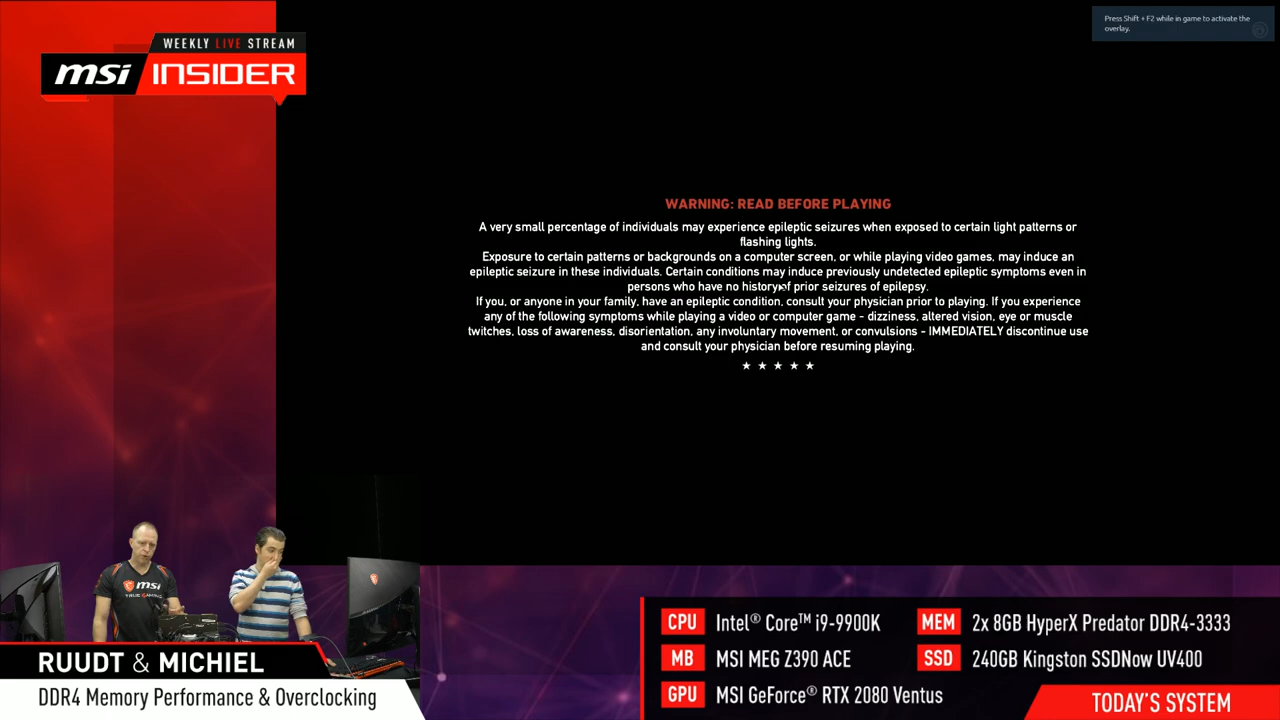 WEEKLY LIVE STREAM
msi INSIDER
Press Shift + F2 while in game to activate the
overlay.
WARNING: READ BEFORE PLAYING
A very small percentage of individuals may experience epileptic seizures when exposed to certain light patterns or
flashing lights.
Exposure to certain patterns or backgrounds on a computer screen, or while playing video games, may induce an
epileptic seizure in these individuals. Certain conditions may induce previously undetected epileptic symptoms even in
persons who have no history of prior seizures of epilepsy.
If you, or anyone in your family, have an epileptic condition, consult your physician prior to playing. If you experience
any of the following symptoms while playing a video or computer game - dizziness, altered vision, eye or muscle
twitches, loss of awareness, disorientation, any involuntary movement, or convulsions - IMMEDIATELY discontinue use
and consult your physician before resuming playing.
★ ★ ★ ★ ★
msi
TRUE GAMING
RUUDT & MICHIEL
DDR4 Memory Performance & Overclocking
CPU Intel® Core™ i9-9900K
MB MSI MEG Z390 ACE
GPU MSI GeForce® RTX 2080 Ventus
MEM 2x 8GB HyperX Predator DDR4-3333
SSD 240GB Kingston SSDNow UV400
TODAY'S SYSTEM